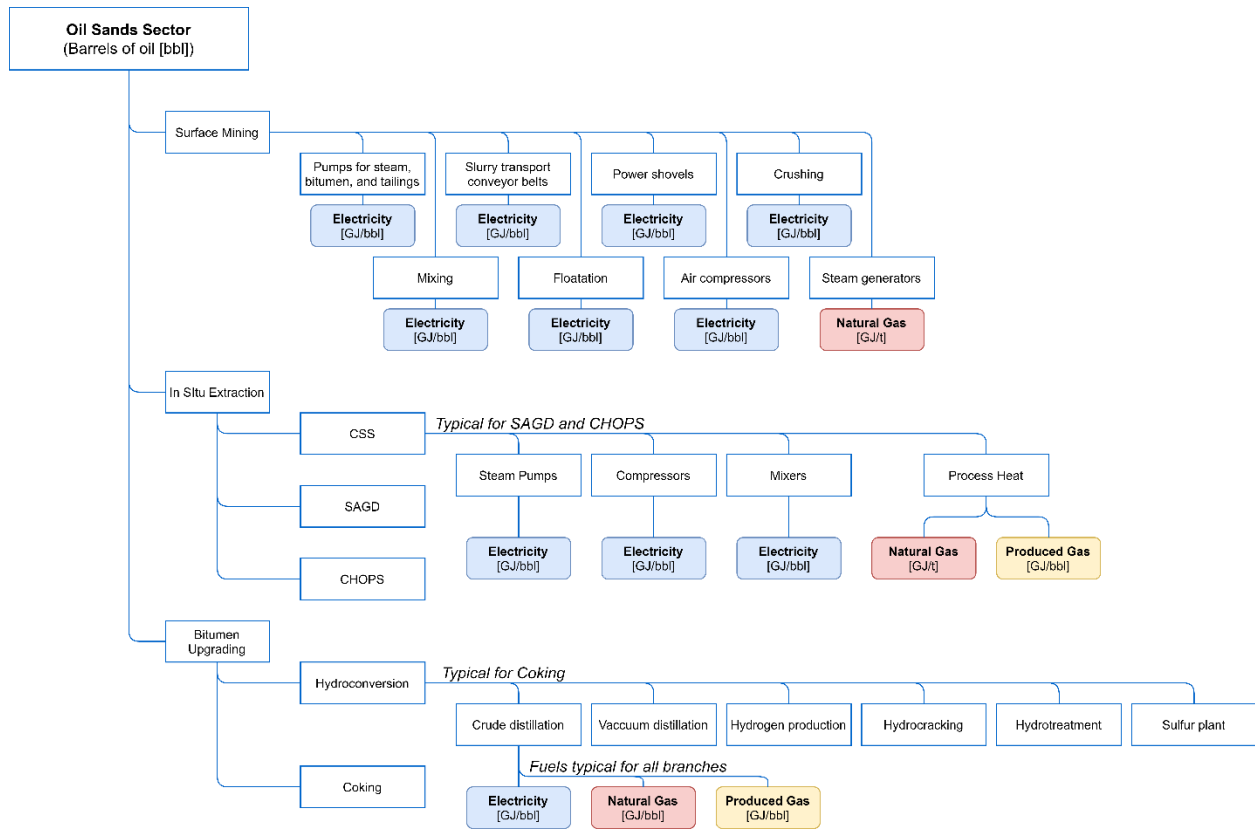 Oil Sands Sector
(Barrels of oil [bbl])
Surface Mining
Pumps for steam,
bitumen, and tailings
Slurry transport
conveyor belts
Power shovels
Crushing
Electricity
[GJ/bbl]
Electricity
[GJ/bbl]
Electricity
[GJ/bbl]
Electricity
[GJ/bbl]
Mixing
Floatation
Air compressors
Steam generators
Electricity
[GJ/bbl]
Electricity
[GJ/bbl]
Electricity
[GJ/bbl]
Natural Gas
[GJ/t]
In SItu Extraction
CSS
Typical for SAGD and CHOPS
Steam Pumps
Compressors
Mixers
Process Heat
SAGD
Electricity
[GJ/bbl]
Electricity
[GJ/bbl]
Electricity
[GJ/bbl]
Natural Gas
[GJ/t]
Produced Gas
[GJ/bbl]
CHOPS
Bitumen
Upgrading
Hydroconversion
Typical for Coking
Crude distillation
Vaccuum distillation
Hydrogen production
Hydrocracking
Hydrotreatment
Sulfur plant
Fuels typical for all branches
Coking
Electricity
[GJ/bbl]
Natural Gas
[GJ/bbl]
Produced Gas
[GJ/bbl]